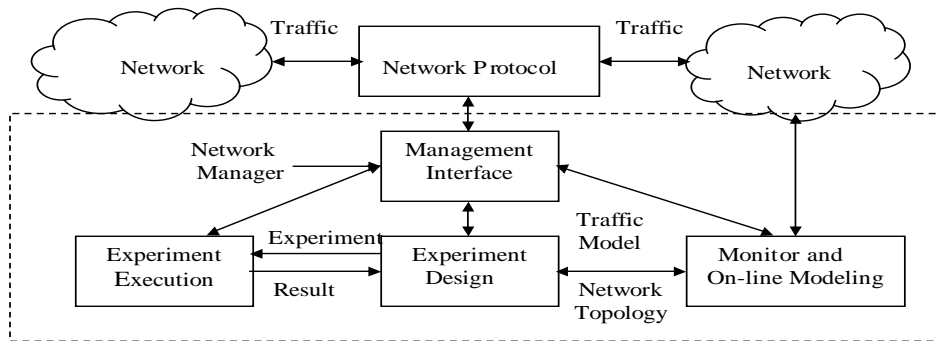 Traffic
Traffic
Network
Network Protocol
Network
Network
Manager
Management
Interface
Traffic
Model
Experiment
Experiment
Execution
Result
Experiment
Design
Network
Topology
Monitor and
On-line Modeling